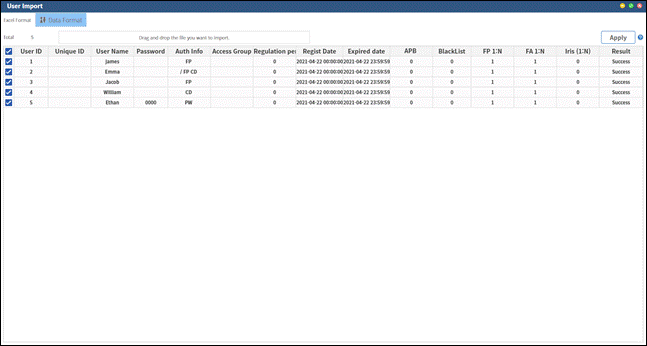 User Import
Excel Format Data Format
Total 5 Drag and drop the file you want to import. Apply
User ID Unique ID User Name Password Auth Info Access Group Regulation per Regist Date Expired date APB BlackList FP 1:N FA 1:N Iris (1:N) Result
1 James FP 0 2021-04-22 00:00:00 2021-04-22 23:59:59 0 0 1 1 0 Success
2 Emma / FP CD 0 2021-04-22 00:00:00 2021-04-22 23:59:59 0 0 1 1 0 Success
3 Jacob FP 0 2021-04-22 00:00:00 2021-04-22 23:59:59 0 0 1 1 0 Success
4 William CD 0 2021-04-22 00:00:00 2021-04-22 23:59:59 0 0 1 1 0 Success
5 Ethan 0000 PW 0 2021-04-22 00:00:00 2021-04-22 23:59:59 0 0 1 1 0 Success